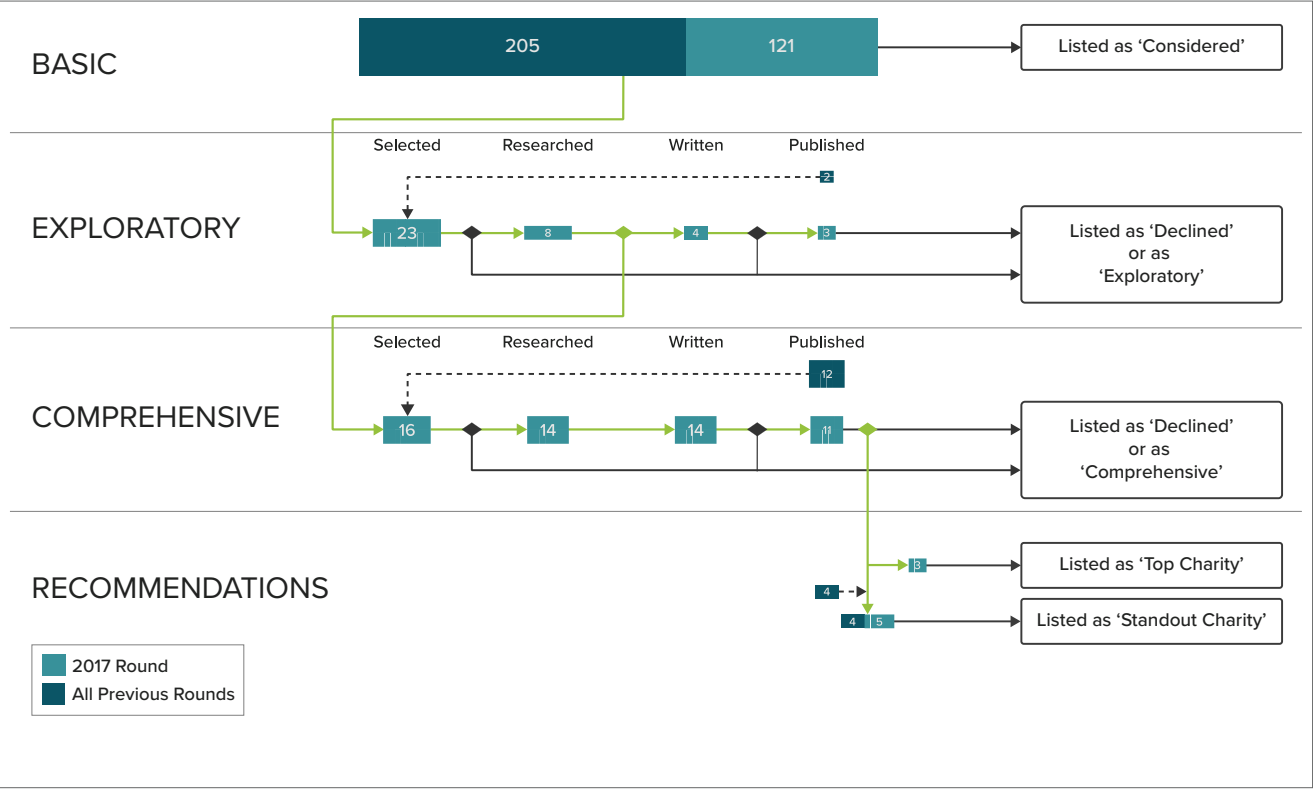 BASIC
205
121
Listed as ‘Considered’
Selected
Researched
Written
Published
2
EXPLORATORY
23
8
4
3
Listed as ‘Declined’
or as
‘Exploratory’
Selected
Researched
Written
Published
12
COMPREHENSIVE
16
14
14
11
Listed as ‘Declined’
or as
‘Comprehensive’
RECOMMENDATIONS
3
Listed as ‘Top Charity’
4
4
5
Listed as ‘Standout Charity’
2017 Round
All Previous Rounds